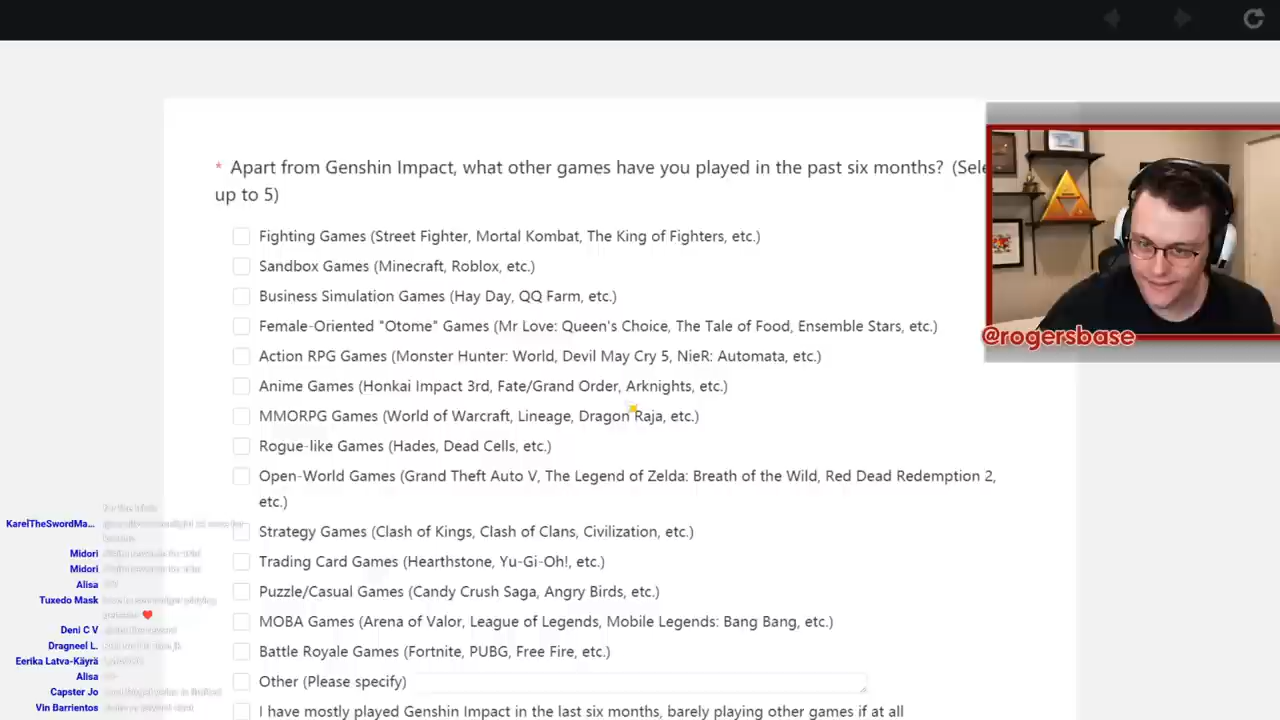 * Apart from Genshin Impact, what other games have you played in the past six months? (Sele
up to 5)
Fighting Games (Street Fighter, Mortal Kombat, The King of Fighters, etc.)
Sandbox Games (Minecraft, Roblox, etc.)
Business Simulation Games (Hay Day, QQ Farm, etc.)
Female-Oriented "Otome" Games (Mr Love: Queen's Choice, The Tale of Food, Ensemble Stars, etc.)
@rogersbase
Action RPG Games (Monster Hunter: World, Devil May Cry 5, NieR: Automata, etc.)
Anime Games (Honkai Impact 3rd, Fate/Grand Order, Arknights, etc.)
MMORPG Games (World of Warcraft, Lineage, Dragon Raja, etc.)
Rogue-like Games (Hades, Dead Cells, etc.)
Open-World Games (Grand Theft Auto V, The Legend of Zelda: Breath of the Wild, Red Dead Redemption 2,
etc.)
Strategy Games (Clash of Kings, Clash of Clans, Civilization, etc.)
Trading Card Games (Hearthstone, Yu-Gi-Oh!, etc.)
Puzzle/Casual Games (Candy Crush Saga, Angry Birds, etc.)
MOBA Games (Arena of Valor, League of Legends, Mobile Legends: Bang Bang, etc.)
Battle Royale Games (Fortnite, PUBG, Free Fire, etc.)
Other (Please specify)
I have mostly played Genshin Impact in the last six months, barely playing other games if at all
KarelTheSwordMa...
Midori
Midori
Alisa
Tuxedo Mask
Deni C V
Dragneel L.
Eerika Latva-Käyrä
Alisa
Capster Jo
Vin Barrientos